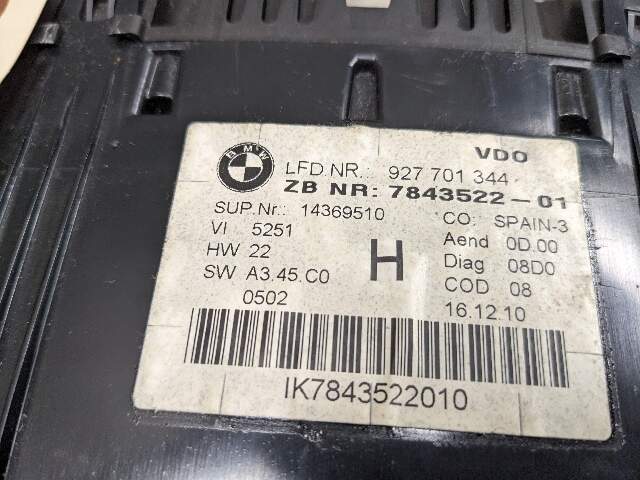 BMW
VDO
LFD.NR.: 927 701 344
ZB NR: 7843522-01
SUP.Nr.: 14369510 CO: SPAIN-3
VI 5251 Aend 0D.00
HW 22 H Diag 08D0
SW A3.45.C0 COD 08
0502 16.12.10
IK7843522010